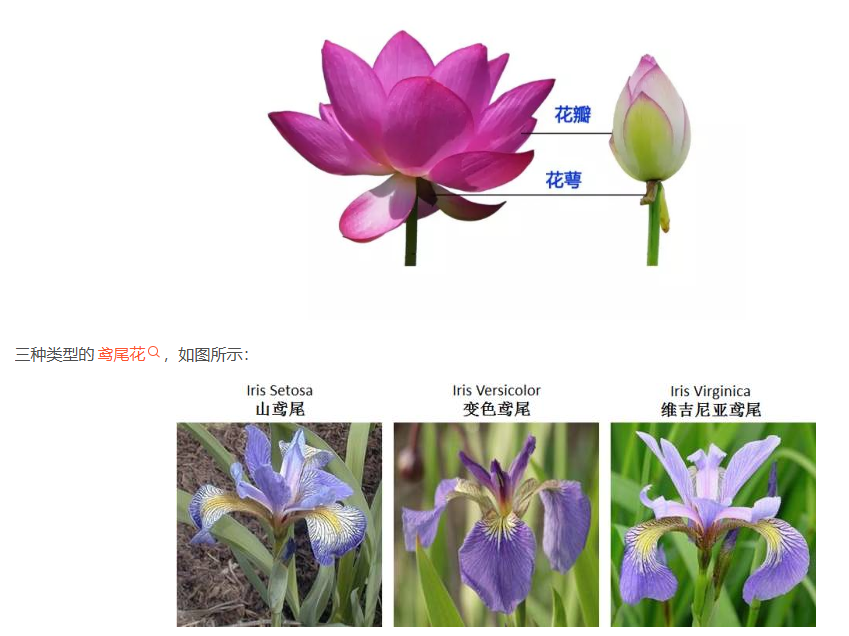 花瓣
花萼
三种类型的 鸢尾花 ，如图所示：
Iris Setosa
山鸢尾
Iris Versicolor
变色鸢尾
Iris Virginica
维吉尼亚鸢尾